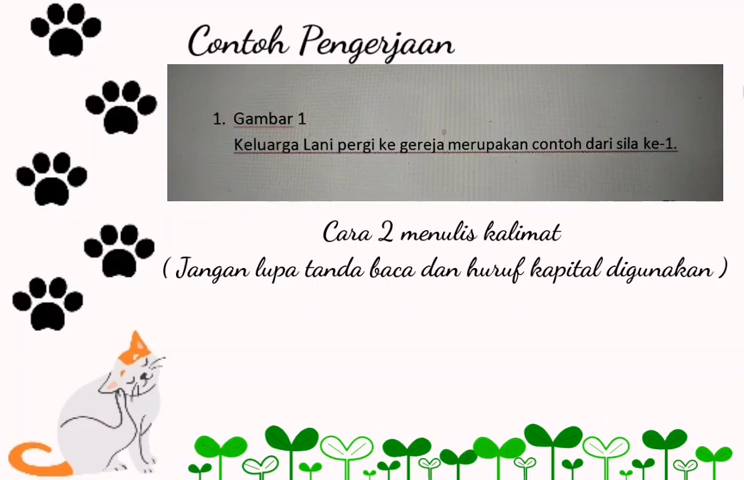 Contoh Pengerjaan
1. Gambar 1
Keluarga Lani pergi ke gereja merupakan contoh dari sila ke-1.
Cara 2 menulis kalimat
( Jangan lupa tanda baca dan huruf kapital digunakan )